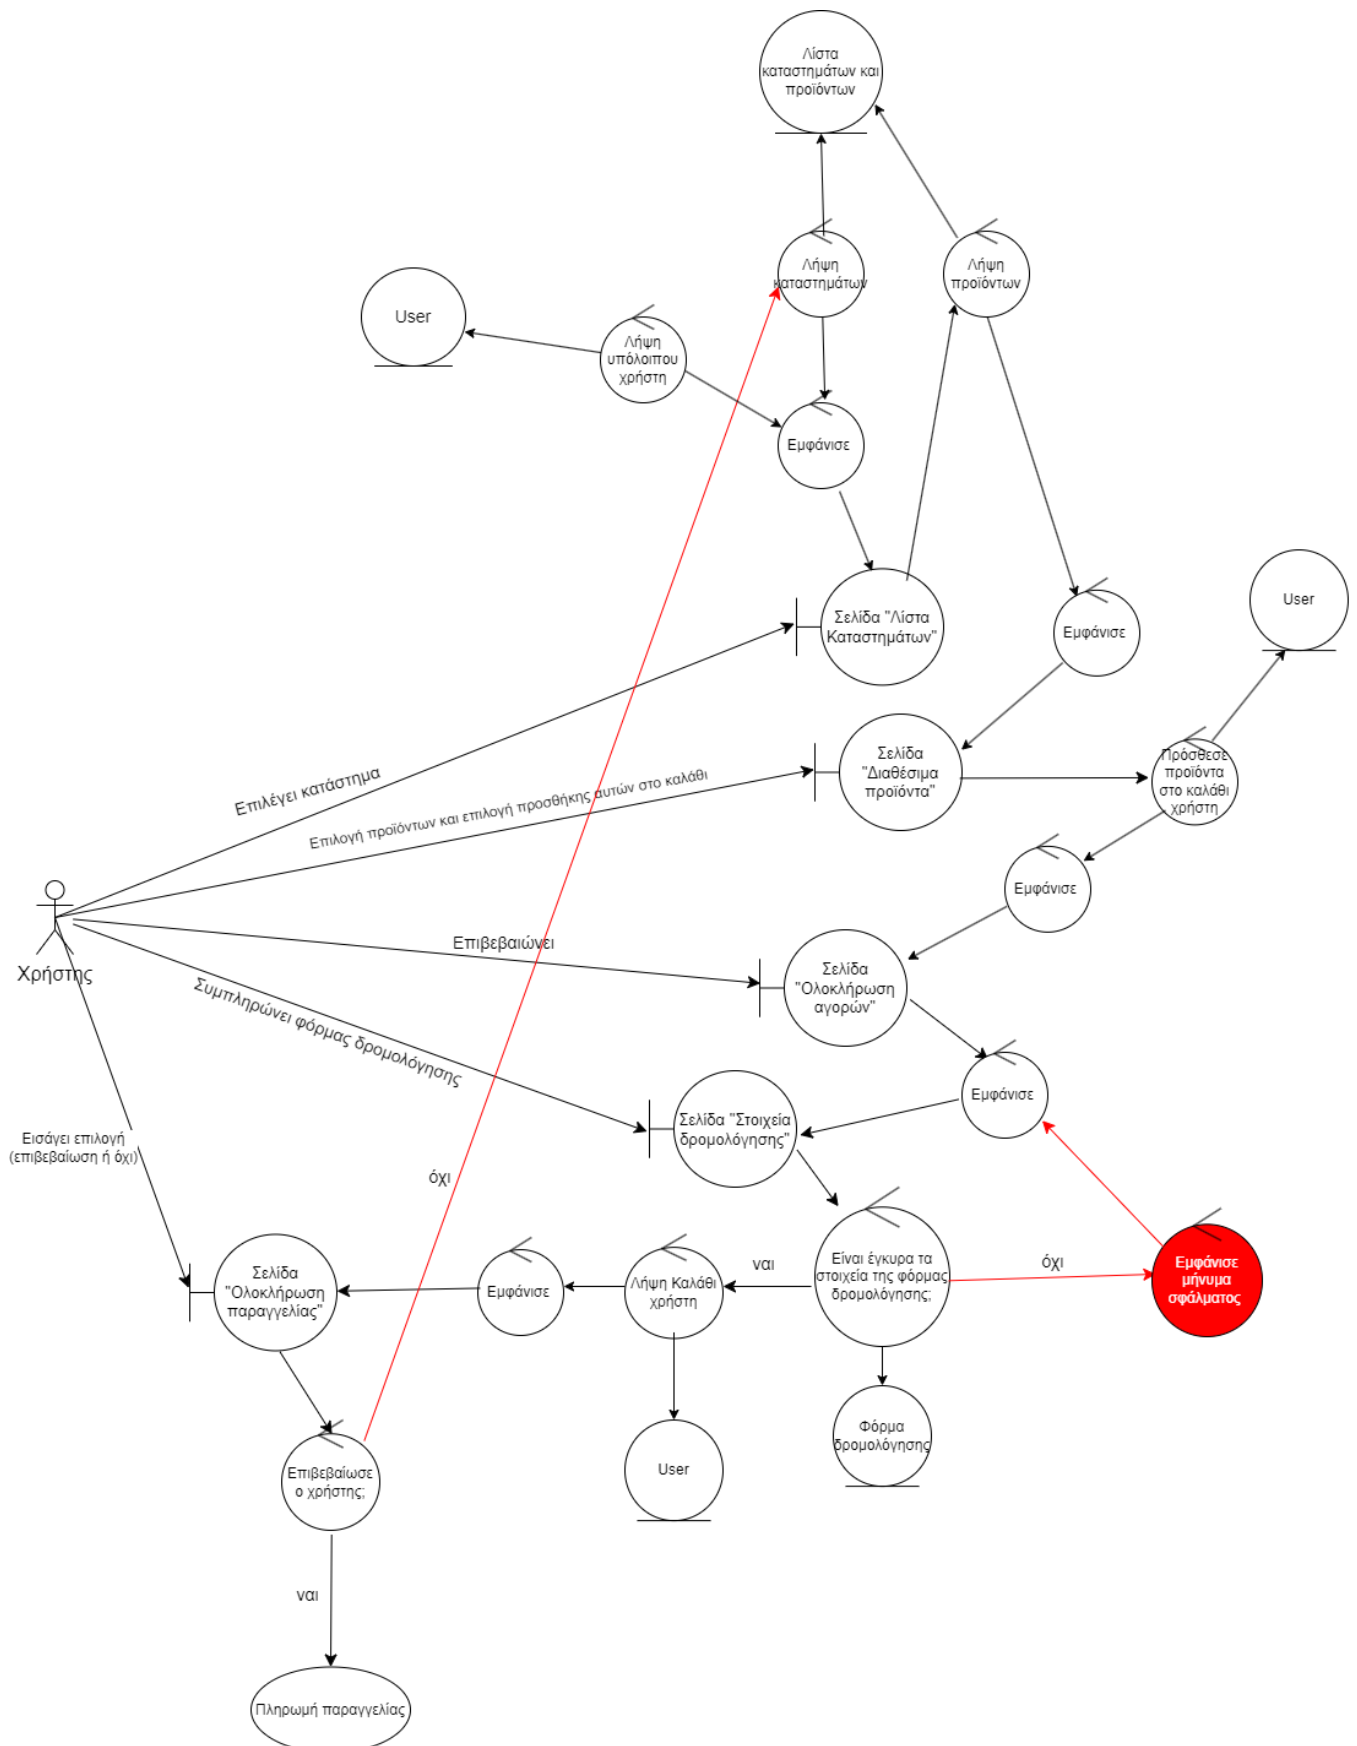 Λίστα
καταστημάτων και
προϊόντων
Λήψη
καταστημάτων
Λήψη
προϊόντων
User
Λήψη
υπόλοιπου
χρήστη
Εμφάνισε
Σελίδα "Λίστα
Καταστημάτων"
Εμφάνισε
User
Επιλέγει κατάστημα
Επιλογή προϊόντων και επιλογή προσθήκης αυτών στο καλάθι
Σελίδα
"Διαθέσιμα
προϊόντα"
Πρόσθεσε
προϊόντα
στο καλάθι
χρήστη
Εμφάνισε
Χρήστης
Επιβεβαιώνει
Σελίδα
"Ολοκλήρωση
αγορών"
Συμπληρώνει φόρμας δρομολόγησης
Εμφάνισε
Σελίδα "Στοιχεία
δρομολόγησης"
Εισάγει επιλογή
(επιβεβαίωση ή όχι)
όχι
Σελίδα
"Ολοκλήρωση
παραγγελίας"
Εμφάνισε
Λήψη Καλάθι
χρήστη
ναι
Είναι έγκυρα τα
στοιχεία της φόρμας
δρομολόγησης;
όχι
Εμφάνισε
μήνυμα
σφάλματος
Επιβεβαίωσε
ο χρήστης;
User
Φόρμα
δρομολόγησης
ναι
Πληρωμή παραγγελίας